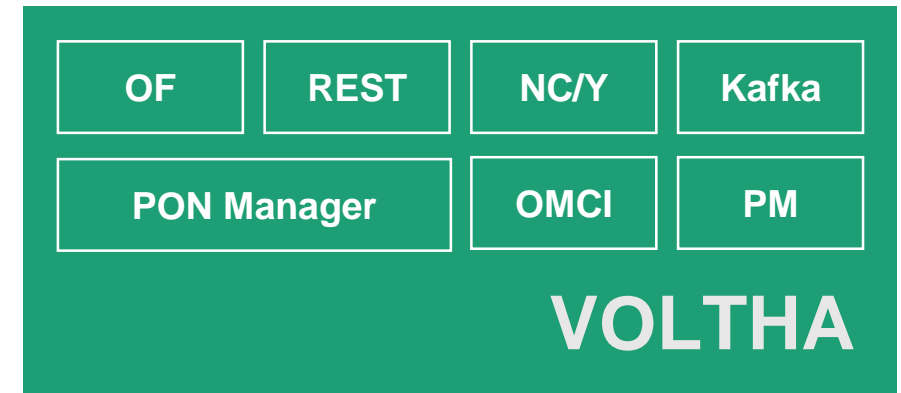 OF REST NC/Y Kafka
PON Manager OMCI PM
VOLTHA